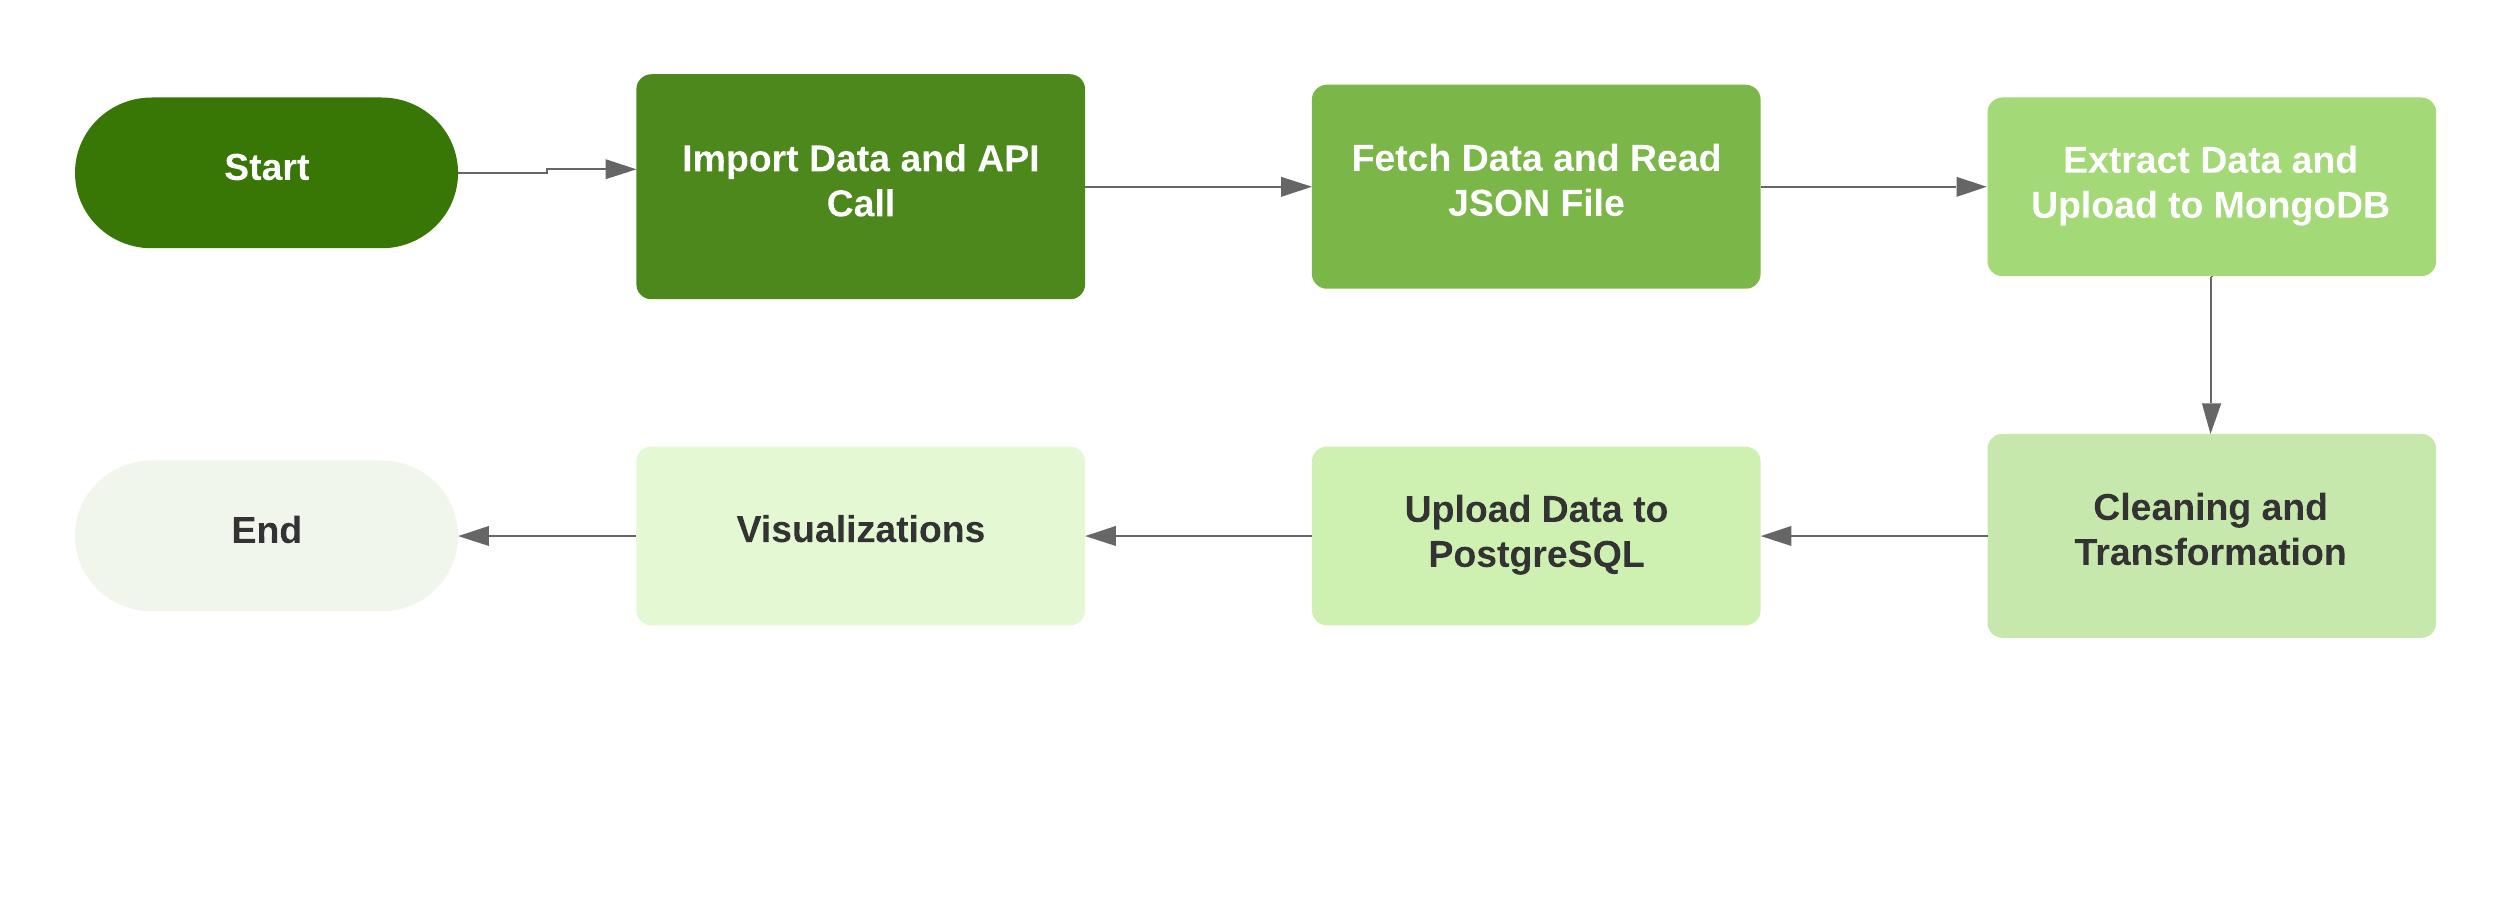 Start
Import Data and API
Call
Fetch Data and Read
JSON File
Extract Data and
Upload to MongoDB
Cleaning and
Transformation
Upload Data to
PostgreSQL
Visualizations
End